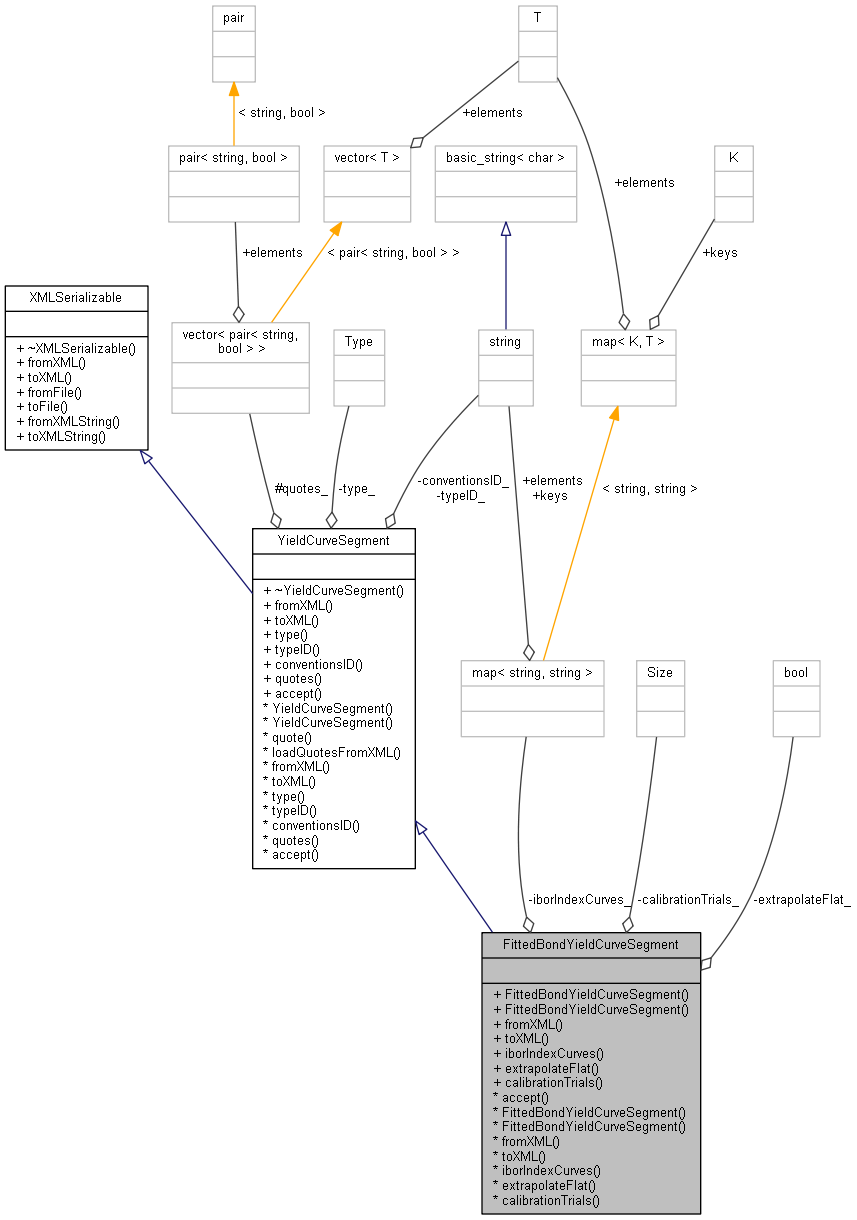 pair
T
< string, bool >
+elements
pair< string, bool >
vector< T >
basic_string< char >
K
+elements
+elements
< pair< string, bool > >
+keys
XMLSerializable
+ ~XMLSerializable()
+ fromXML()
+ toXML()
+ fromFile()
+ toFile()
+ fromXMLString()
+ toXMLString()
vector< pair< string,
bool > >
Type
string
map< K, T >
#quotes_
-type_
-conventionsID_
-typeID_
+elements
+keys
< string, string >
YieldCurveSegment
+ ~YieldCurveSegment()
+ fromXML()
+ toXML()
+ type()
+ typeID()
+ conventionsID()
+ quotes()
+ accept()
* YieldCurveSegment()
* YieldCurveSegment()
* quote()
* loadQuotesFromXML()
* fromXML()
* toXML()
* type()
* typeID()
* conventionsID()
* quotes()
* accept()
map< string, string >
Size
bool
-iborIndexCurves_
-calibrationTrials_
-extrapolateFlat_
FittedBondYieldCurveSegment
+ FittedBondYieldCurveSegment()
+ FittedBondYieldCurveSegment()
+ fromXML()
+ toXML()
+ iborIndexCurves()
+ extrapolateFlat()
+ calibrationTrials()
* accept()
* FittedBondYieldCurveSegment()
* FittedBondYieldCurveSegment()
* fromXML()
* toXML()
* iborIndexCurves()
* extrapolateFlat()
* calibrationTrials()